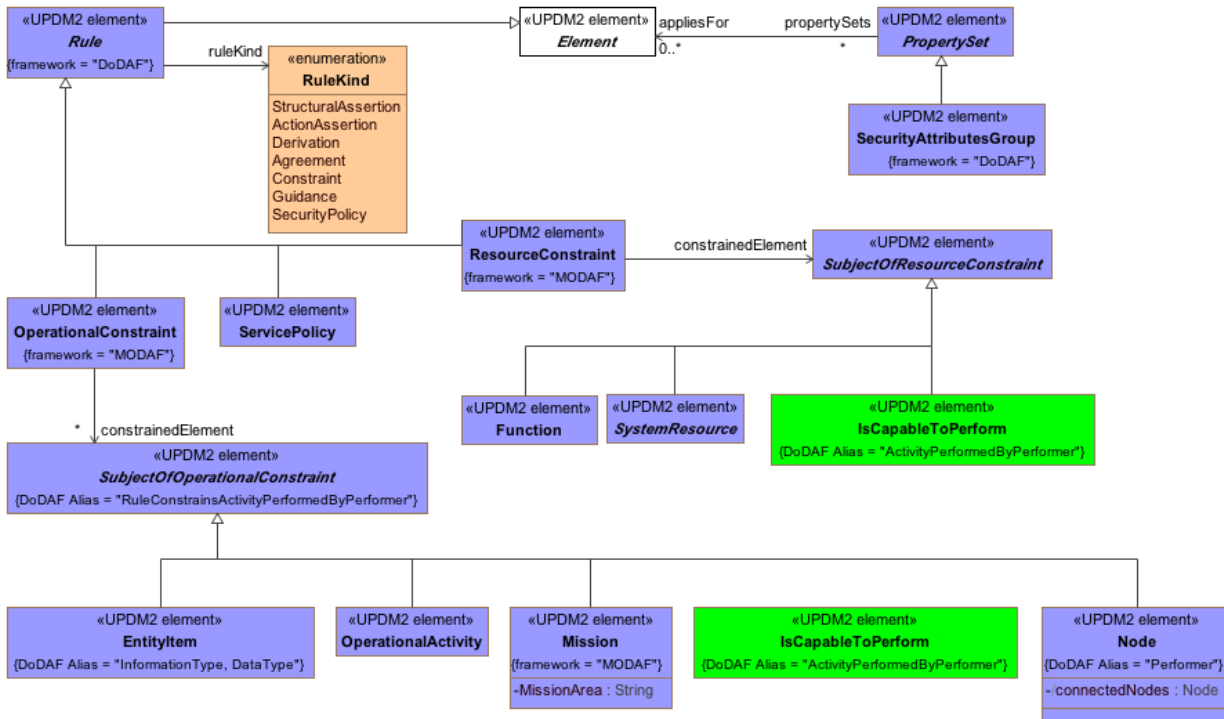 «UPDM2 element»
Rule
{framework = "DoDAF"}
ruleKind
«enumeration»
RuleKind
StructuralAssertion
ActionAssertion
Derivation
Agreement
Constraint
Guidance
SecurityPolicy
«UPDM2 element»
Element
appliesFor
0..*
propertySets
*
«UPDM2 element»
PropertySet
«UPDM2 element»
SecurityAttributesGroup
{framework = "DoDAF"}
«UPDM2 element»
ResourceConstraint
{framework = "MODAF"}
constrainedElement
«UPDM2 element»
SubjectOfResourceConstraint
«UPDM2 element»
OperationalConstraint
{framework = "MODAF"}
«UPDM2 element»
ServicePolicy
«UPDM2 element»
Function
«UPDM2 element»
SystemResource
«UPDM2 element»
IsCapableToPerform
{DoDAF Alias = "ActivityPerformedByPerformer"}
* constrainedElement
«UPDM2 element»
SubjectOfOperationalConstraint
{DoDAF Alias = "RuleConstrainsActivityPerformedByPerformer"}
«UPDM2 element»
EntityItem
{DoDAF Alias = "InformationType, DataType"}
«UPDM2 element»
OperationalActivity
«UPDM2 element»
Mission
{framework = "MODAF"}
-MissionArea : String
«UPDM2 element»
IsCapableToPerform
{DoDAF Alias = "ActivityPerformedByPerformer"}
«UPDM2 element»
Node
{DoDAF Alias = "Performer"}
-/connectedNodes : Node